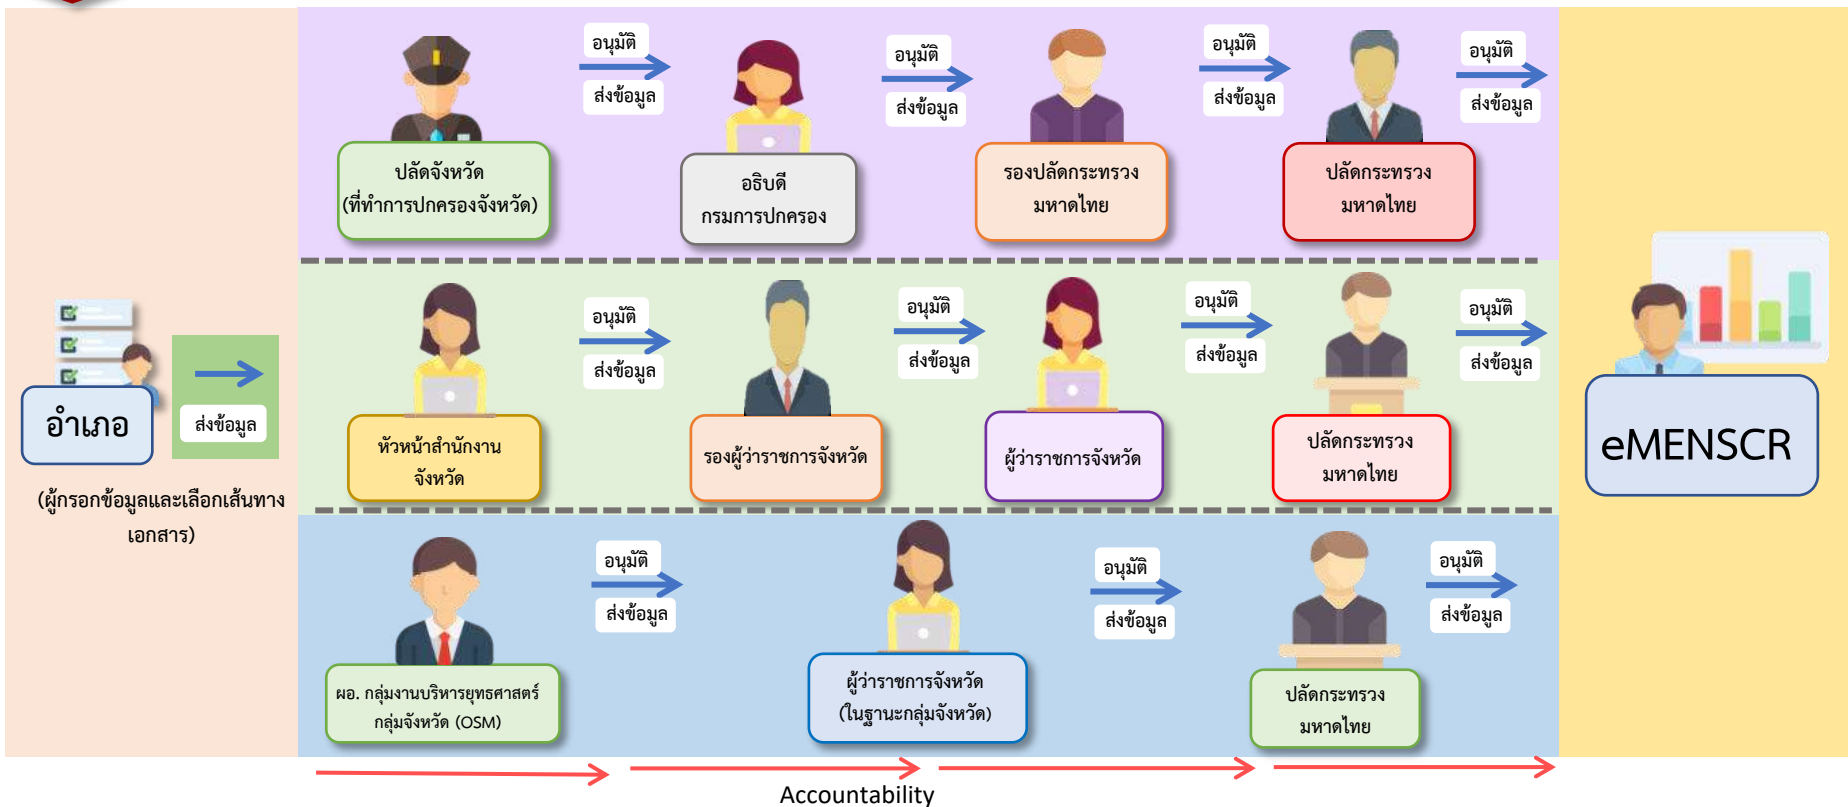 อนุมัติ
ส่งข้อมูล
อนุมัติ
ส่งข้อมูล
อนุมัติ
ส่งข้อมูล
อนุมัติ
ส่งข้อมูล
ปลัดจังหวัด
(ที่ทำการปกครองจังหวัด)
อธิบดี
กรมการปกครอง
รองปลัดกระทรวง
มหาดไทย
ปลัดกระทรวง
มหาดไทย
อำเภอ
ส่งข้อมูล
(ผู้กรอกข้อมูลและเลือกเส้นทาง
เอกสาร)
อนุมัติ
ส่งข้อมูล
อนุมัติ
ส่งข้อมูล
อนุมัติ
ส่งข้อมูล
อนุมัติ
ส่งข้อมูล
หัวหน้าสำนักงาน
จังหวัด
รองผู้ว่าราชการจังหวัด
ผู้ว่าราชการจังหวัด
ปลัดกระทรวง
มหาดไทย
eMENSCR
อนุมัติ
ส่งข้อมูล
อนุมัติ
ส่งข้อมูล
อนุมัติ
ส่งข้อมูล
ผอ. กลุ่มงานบริหารยุทธศาสตร์
กลุ่มจังหวัด (OSM)
ผู้ว่าราชการจังหวัด
(ในฐานะกลุ่มจังหวัด)
ปลัดกระทรวง
มหาดไทย
Accountability